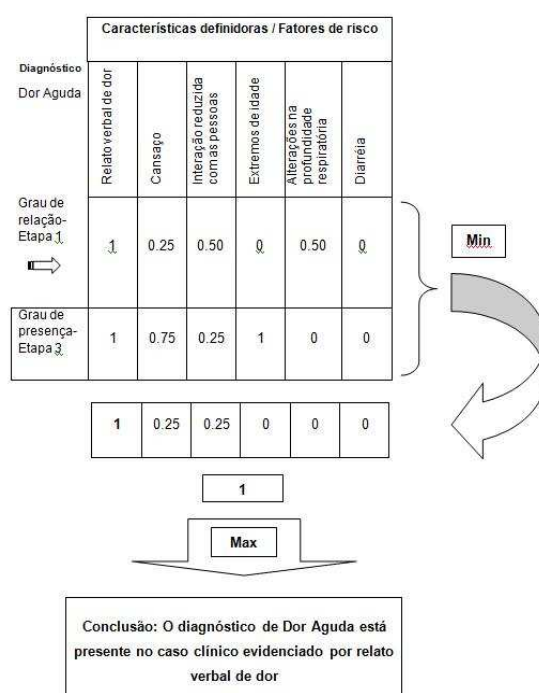 Características definidoras / Fatores de risco
Diagnóstico
Dor Aguda
Relato verbal de dor
Cansaço
Interação reduzida
com as pessoas
Extremos de idade
Alterações na
profundidade
respiratória
Diarréia
Grau de
relação-
Etapa 1
1 0.25 0.50 0 0.50 0
Min
Grau de
presença-
Etapa 3
1 0.75 0.25 1 0 0
1 0.25 0.25 0 0 0
1
Max
Conclusão: O diagnóstico de Dor Aguda está
presente no caso clínico evidenciado por relato
verbal de dor